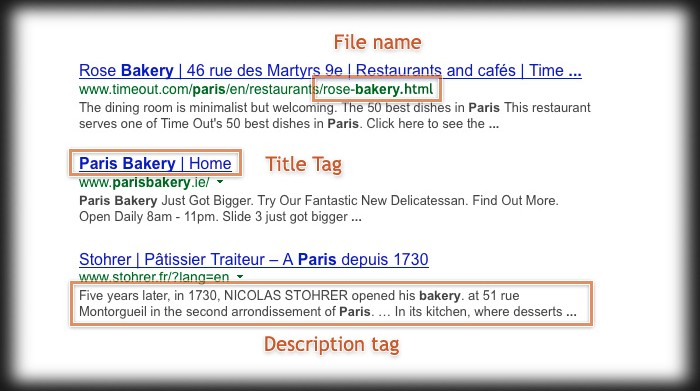 File name
Rose Bakery | 46 rue des Martyrs 9e | Restaurants and cafés | Time ...
www.timeout.com/paris/en/restaurants/rose-bakery.html
The dining room is minimalist but welcoming. The 50 best dishes in Paris This restaurant
serves one of Time Out's 50 best dishes in Paris. Click here to see the ...
Paris Bakery | Home
Title Tag
www.parisbakery.ie/
Paris Bakery Just Got Bigger. Try Our Fantastic New Delicatessan. Find Out More.
Open Daily 8am - 11pm. Slide 3 just got bigger ...
Stohrer | Pâtissier Traiteur – A Paris depuis 1730
www.stohrer.fr/?lang=en
Five years later, in 1730, NICOLAS STOHRER opened his bakery. at 51 rue
Montorgueil in the second arrondissement of Paris. … In its kitchen, where desserts ...
Description tag